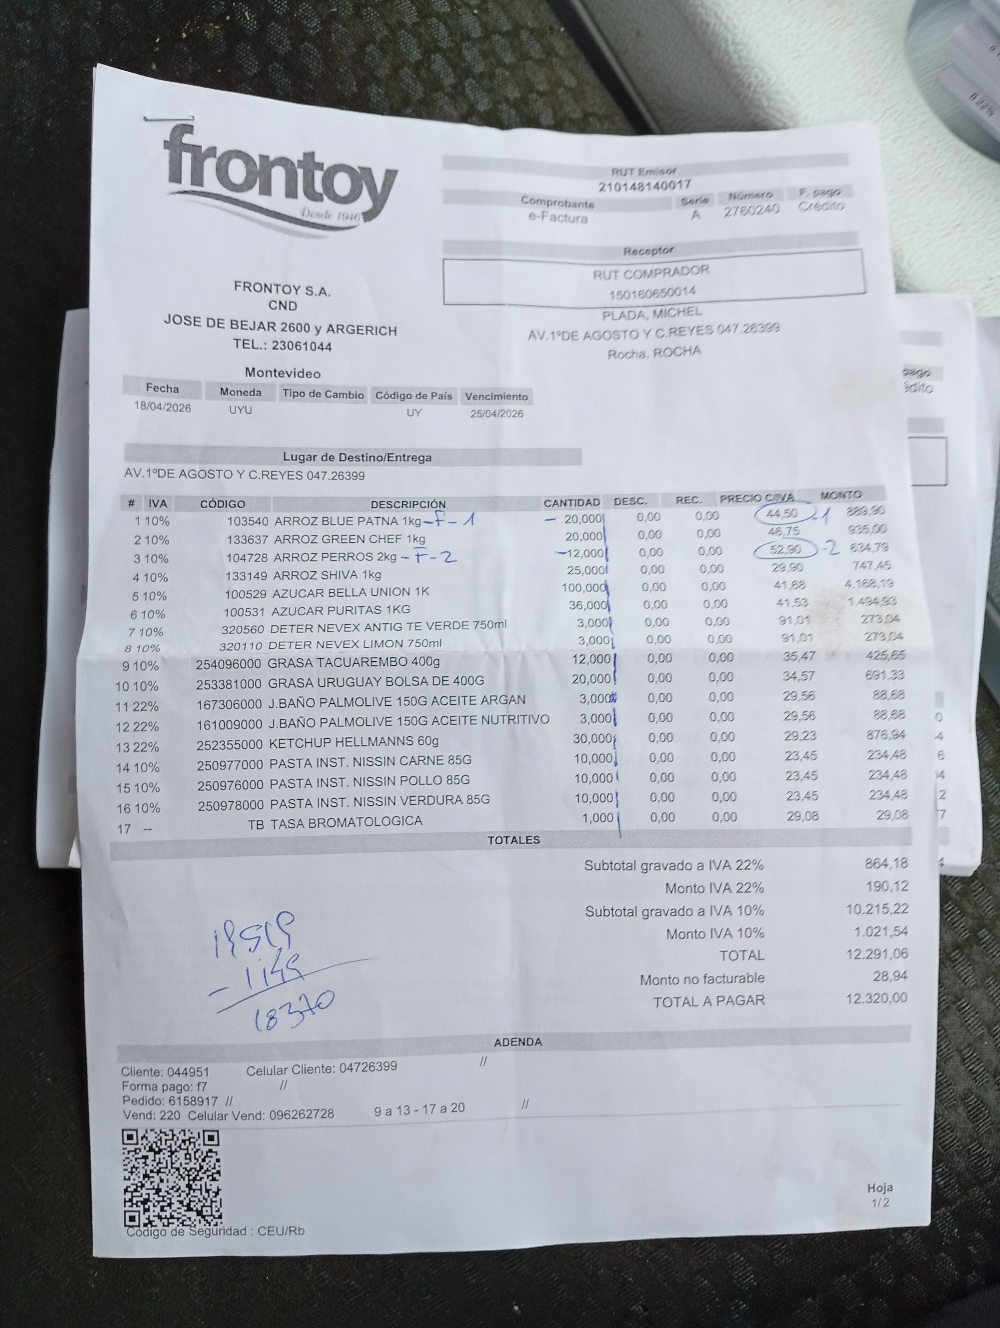 frontoy
Desde 1946
RUT Emisor
210148140017
Comprobante Serie Número F. pago
e-Factura A 2760240 Crédito
Receptor
RUT COMPRADOR
150160650014
PLADA, MICHEL
AV.1ºDE AGOSTO Y C.REYES 047.26399
Rocha, ROCHA
FRONTOY S.A.
CND
JOSE DE BEJAR 2600 y ARGERICH
TEL.: 23061044
Montevideo
Fecha Moneda Tipo de Cambio Código de País Vencimiento
18/04/2026 UYU UY 25/04/2026
Lugar de Destino/Entrega
AV.1ºDE AGOSTO Y C.REYES 047.26399
# IVA CÓDIGO DESCRIPCIÓN CANTIDAD DESC. REC. PRECIO C/IVA MONTO
1 10% 103540 ARROZ BLUE PATNA 1kg -F-1 - 20,000 0,00 0,00 44,50 -1 889,90
2 10% 133637 ARROZ GREEN CHEF 1kg 20,000 0,00 0,00 46,75 935,00
3 10% 104728 ARROZ PERROS 2kg - F-2 -12,000 0,00 0,00 52,90 -2 634,79
4 10% 133149 ARROZ SHIVA 1kg 25,000 0,00 0,00 29,90 747,45
5 10% 100529 AZUCAR BELLA UNION 1K 100,000 0,00 0,00 41,68 4.168,19
6 10% 100531 AZUCAR PURITAS 1KG 36,000 0,00 0,00 41,53 1.494,93
7 10% 320560 DETER NEVEX ANTIG TE VERDE 750ml 3,000 0,00 0,00 91,01 273,04
8 10% 320110 DETER NEVEX LIMON 750ml 3,000 0,00 0,00 91,01 273,04
9 10% 254096000 GRASA TACUAREMBO 400g 12,000 0,00 0,00 35,47 425,65
10 10% 253381000 GRASA URUGUAY BOLSA DE 400G 20,000 0,00 0,00 34,57 691,33
11 22% 167306000 J.BAÑO PALMOLIVE 150G ACEITE ARGAN 3,000 0,00 0,00 29,56 88,68
12 22% 161009000 J.BAÑO PALMOLIVE 150G ACEITE NUTRITIVO 3,000 0,00 0,00 29,56 88,68
13 22% 252355000 KETCHUP HELLMANNS 60g 30,000 0,00 0,00 29,23 876,94
14 10% 250977000 PASTA INST. NISSIN CARNE 85G 10,000 0,00 0,00 23,45 234,48
15 10% 250976000 PASTA INST. NISSIN POLLO 85G 10,000 0,00 0,00 23,45 234,48
16 10% 250978000 PASTA INST. NISSIN VERDURA 85G 10,000 0,00 0,00 23,45 234,48
17 -- TB TASA BROMATOLOGICA 1,000 0,00 0,00 29,08 29,08
TOTALES
Subtotal gravado a IVA 22% 864,18
Monto IVA 22% 190,12
Subtotal gravado a IVA 10% 10.215,22
Monto IVA 10% 1.021,54
TOTAL 12.291,06
Monto no facturable 28,94
TOTAL A PAGAR 12.320,00
19519
- 1149
18370
ADENDA
Cliente: 044951 Celular Cliente: 04726399 //
Forma pago: f7 //
Pedido: 6158917 //
Vend: 220 Celular Vend: 096262728 9 a 13 - 17 a 20 //
Hoja
1/2
Código de Seguridad : CEU/Rb